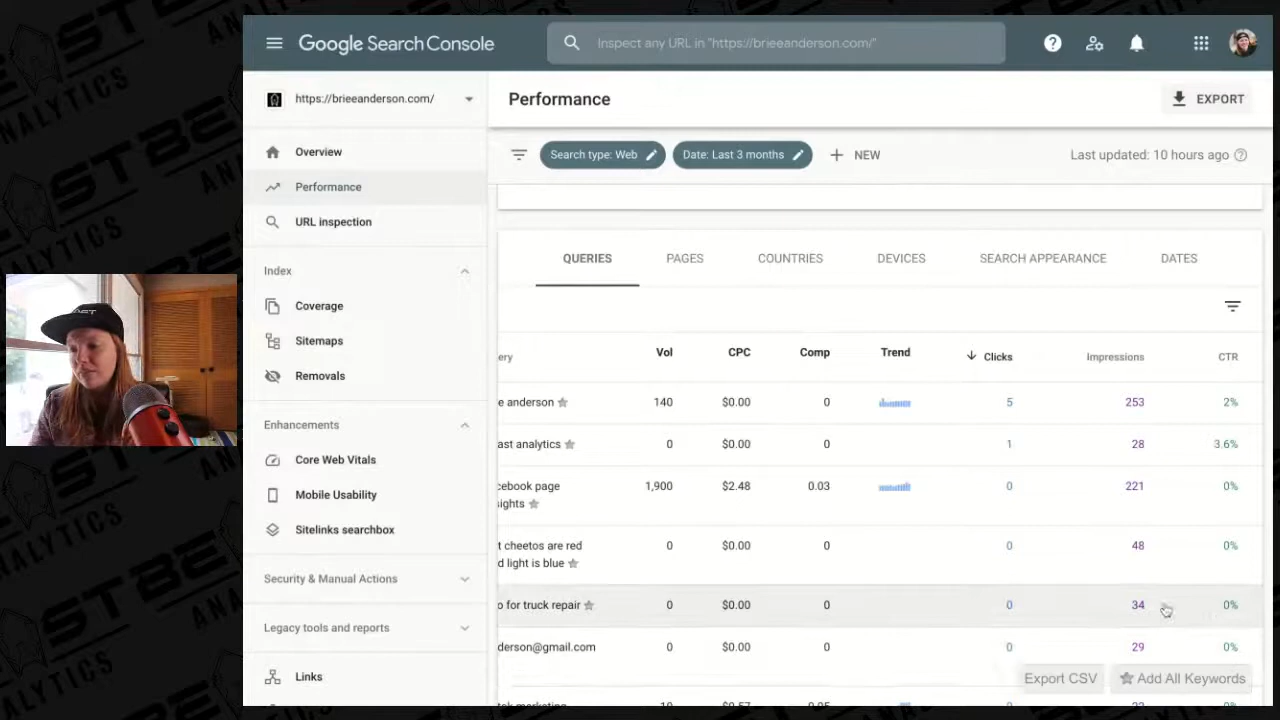 Google Search Console
Inspect any URL in "https://brieeanderson.com/"
https://brieeanderson.com/
Performance
EXPORT
Overview
Search type: Web
Date: Last 3 months
NEW
Last updated: 10 hours ago
Performance
URL inspection
QUERIES PAGES COUNTRIES DEVICES SEARCH APPEARANCE DATES
Index
Coverage
Sitemaps
Removals
Enhancements
Core Web Vitals
Mobile Usability
Sitelinks searchbox
Security & Manual Actions
Legacy tools and reports
Links
ery Vol CPC Comp Trend Clicks Impressions CTR
e anderson 140 $0.00 0 5 253 2%
ast analytics 0 $0.00 0 1 28 3.6%
cebook page 1,900 $2.48 0.03 0 221 0%
sights
t cheetos are red 0 $0.00 0 0 48 0%
d light is blue
o for truck repair 0 $0.00 0 0 34 0%
derson@gmail.com 0 $0.00 0 0 29 0%
Export CSV
Add All Keywords
ANALYTICS